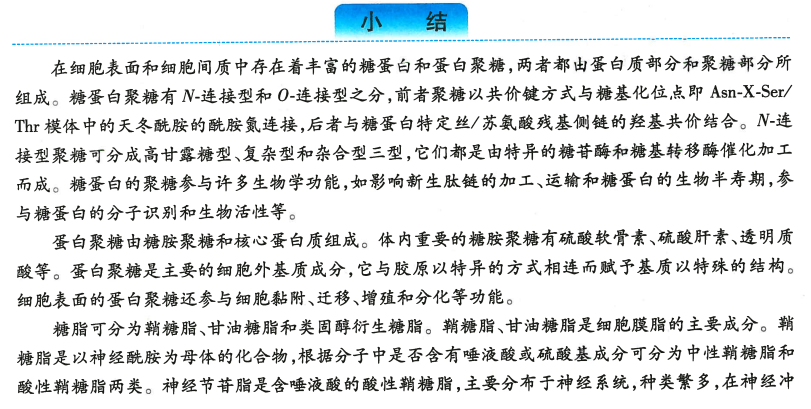 小 结
在细胞表面和细胞间质中存在着丰富的糖蛋白和蛋白聚糖,两者都由蛋白质部分和聚糖部分所
组成。糖蛋白聚糖有 N-连接型和 O-连接型之分,前者聚糖以共价键方式与糖基化位点即 Asn-X-Ser/
Thr 模体中的天冬酰胺的酰胺氮连接,后者与糖蛋白特定丝/苏氨酸残基侧链的羟基共价结合。N-连
接型聚糖可分成高甘露糖型、复杂型和杂合型三型,它们都是由特异的糖苷酶和糖基转移酶催化加工
而成。糖蛋白的聚糖参与许多生物学功能,如影响新生肽链的加工、运输和糖蛋白的生物半寿期,参
与糖蛋白的分子识别和生物活性等。
蛋白聚糖由糖胺聚糖和核心蛋白质组成。体内重要的糖胺聚糖有硫酸软骨素、硫酸肝素、透明质
酸等。蛋白聚糖是主要的细胞外基质成分,它与胶原以特异的方式相连而赋予基质以特殊的结构。
细胞表面的蛋白聚糖还参与细胞黏附、迁移、增殖和分化等功能。
糖脂可分为鞘糖脂、甘油糖脂和类固醇衍生糖脂。鞘糖脂、甘油糖脂是细胞膜脂的主要成分。鞘
糖脂是以神经酰胺为母体的化合物,根据分子中是否含有唾液酸或硫酸基成分可分为中性鞘糖脂和
酸性鞘糖脂两类。神经节苷脂是含唾液酸的酸性鞘糖脂,主要分布于神经系统,种类繁多,在神经冲